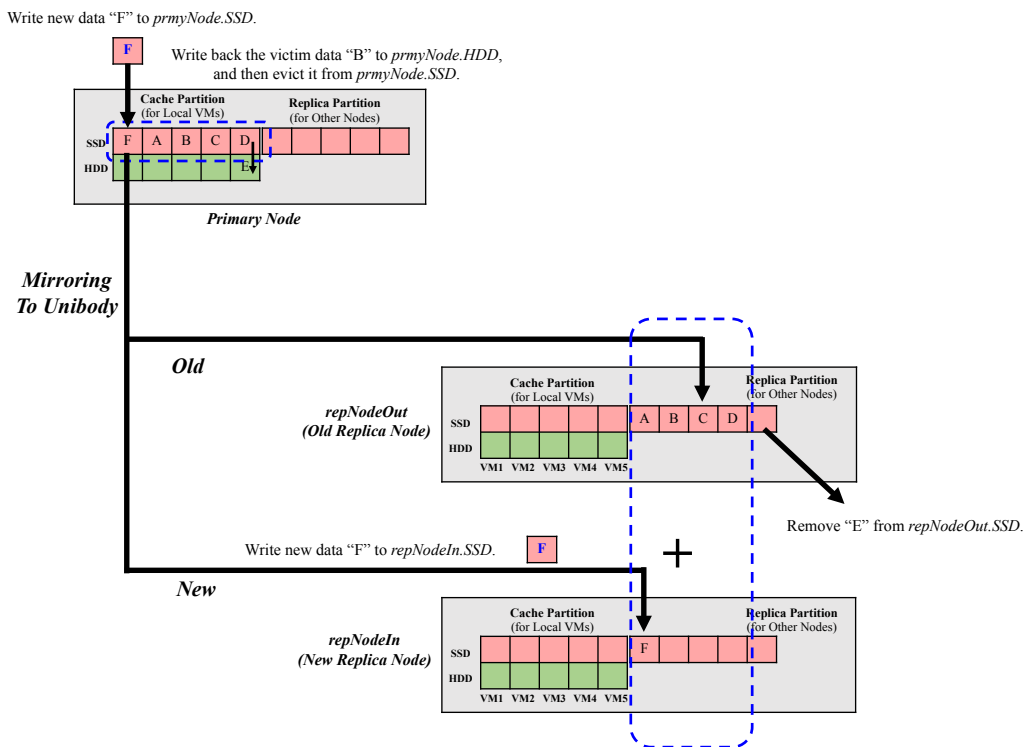 Write new data “F” to prmyNode.SSD.
F
Write back the victim data “B” to prmyNode.HDD,
and then evict it from prmyNode.SSD.
Cache Partition
(for Local VMs)
Replica Partition
(for Other Nodes)
SSD
F A B C D
HDD
E
Primary Node
Mirroring
To Unibody
Old
Cache Partition
(for Local VMs)
Replica Partition
(for Other Nodes)
repNodeOut
(Old Replica Node)
SSD
A B C D
HDD
VM1 VM2 VM3 VM4 VM5
Remove “E” from repNodeOut.SSD.
Write new data “F” to repNodeIn.SSD.
F
+
New
Cache Partition
(for Local VMs)
Replica Partition
(for Other Nodes)
repNodeIn
(New Replica Node)
SSD
F
HDD
VM1 VM2 VM3 VM4 VM5